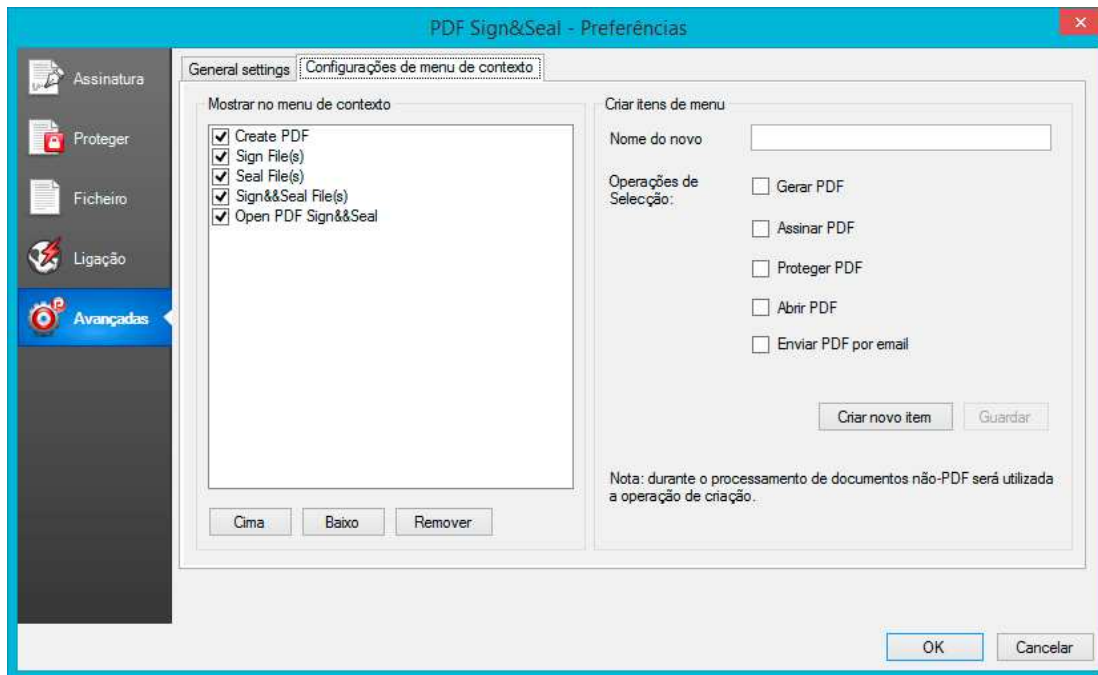 PDF Sign&Seal - Preferências
Assinatura
Proteger
Ficheiro
Ligação
Avançadas
General settings
Configurações de menu de contexto
Mostrar no menu de contexto
Create PDF
Sign File(s)
Seal File(s)
Sign&&Seal File(s)
Open PDF Sign&&Seal
Cima
Baixo
Remover
Criar itens de menu
Nome do novo
Operações de
Selecção:
Gerar PDF
Assinar PDF
Proteger PDF
Abrir PDF
Enviar PDF por email
Criar novo item
Guardar
Nota: durante o processamento de documentos não-PDF será utilizada
a operação de criação.
OK
Cancelar